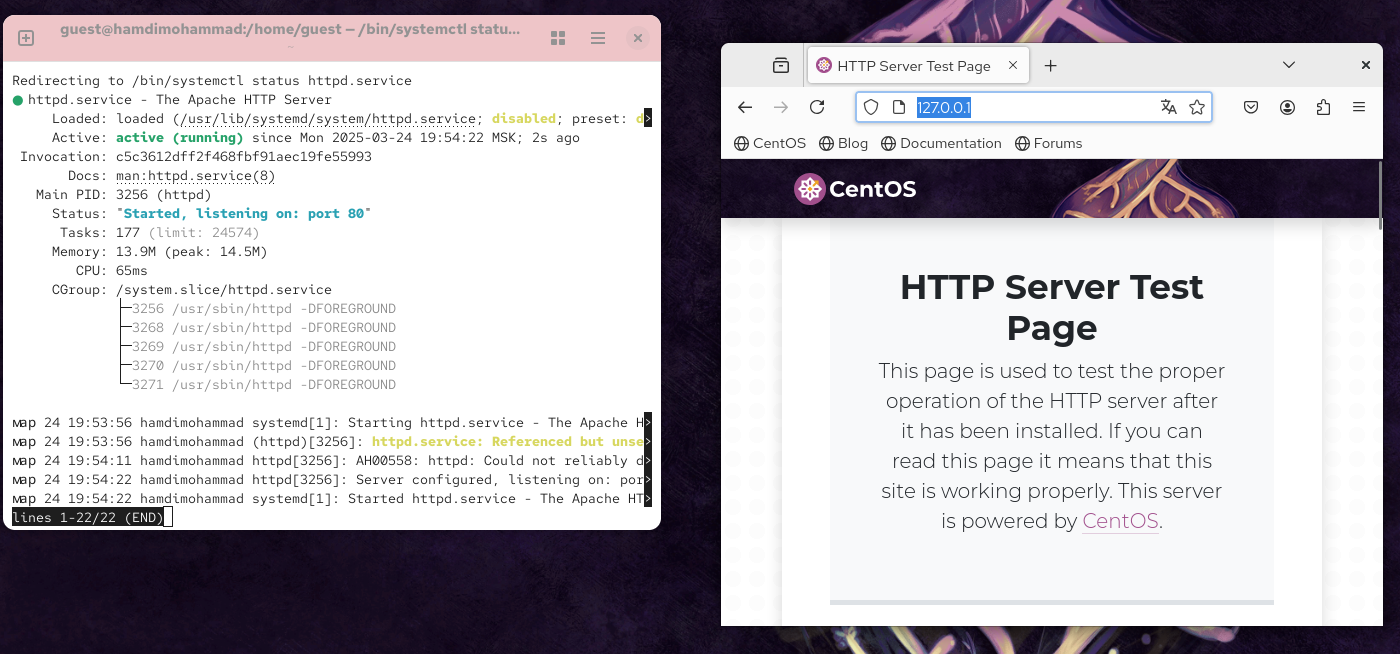 guest@hamdimohammad:/home/guest — /bin/systemctl statu...
~
Redirecting to /bin/systemctl status httpd.service
● httpd.service - The Apache HTTP Server
Loaded: loaded (/usr/lib/systemd/system/httpd.service; disabled; preset: d>
Active: active (running) since Mon 2025-03-24 19:54:22 MSK; 2s ago
Invocation: c5c3612dff2f468fbf91aec19fe55993
Docs: man:httpd.service(8)
Main PID: 3256 (httpd)
Status: "Started, listening on: port 80"
Tasks: 177 (limit: 24574)
Memory: 13.9M (peak: 14.5M)
CPU: 65ms
CGroup: /system.slice/httpd.service
├─3256 /usr/sbin/httpd -DFOREGROUND
├─3268 /usr/sbin/httpd -DFOREGROUND
├─3269 /usr/sbin/httpd -DFOREGROUND
├─3270 /usr/sbin/httpd -DFOREGROUND
└─3271 /usr/sbin/httpd -DFOREGROUND
мар 24 19:53:56 hamdimohammad systemd[1]: Starting httpd.service - The Apache H>
мар 24 19:53:56 hamdimohammad (httpd)[3256]: httpd.service: Referenced but unse>
мар 24 19:54:11 hamdimohammad httpd[3256]: AH00558: httpd: Could not reliably d>
мар 24 19:54:22 hamdimohammad httpd[3256]: Server configured, listening on: por>
мар 24 19:54:22 hamdimohammad systemd[1]: Started httpd.service - The Apache HT>
lines 1-22/22 (END)
HTTP Server Test Page
127.0.0.1
CentOS Blog Documentation Forums
CentOS
HTTP Server Test
Page
This page is used to test the proper
operation of the HTTP server after
it has been installed. If you can
read this page it means that this
site is working properly. This server
is powered by CentOS.